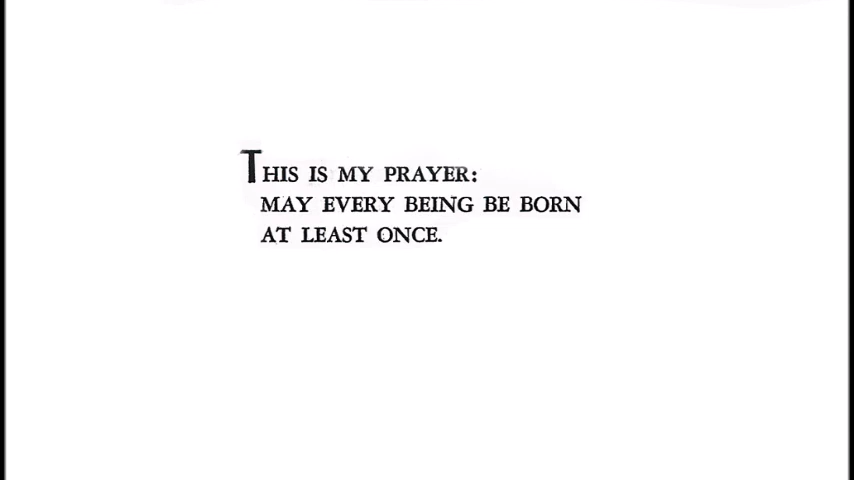 THIS IS MY PRAYER:
MAY EVERY BEING BE BORN
AT LEAST ONCE.